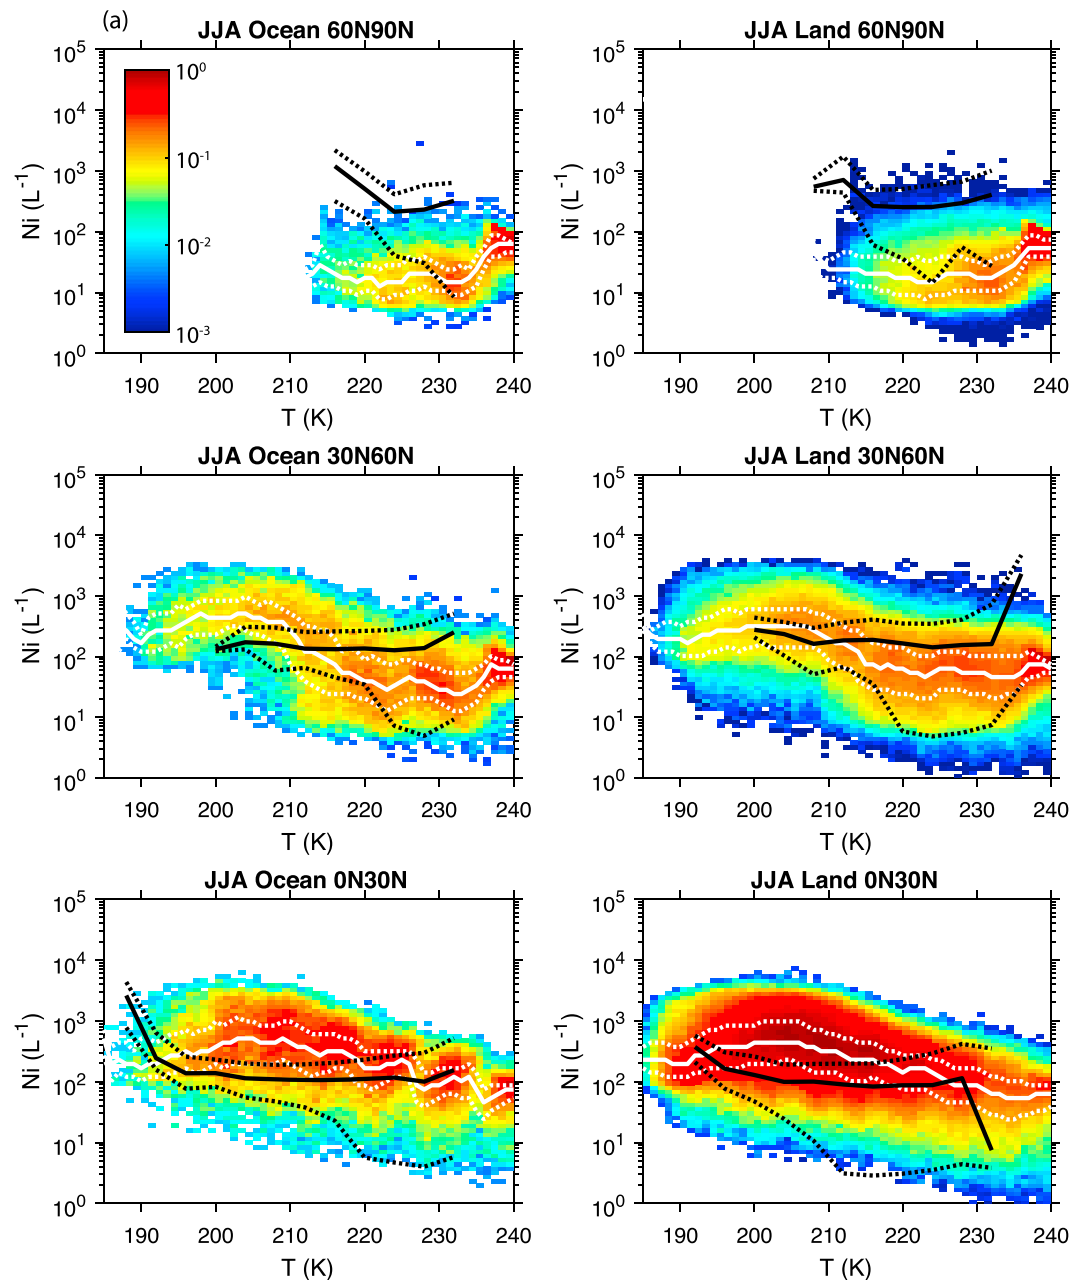 (a)
JJA Ocean 60N90N
JJA Land 60N90N
10^5
10^4
10^3
10^2
10^1
10^0
Ni (L^-1)
10^0
10^-1
10^-2
10^-3
190 200 210 220 230 240
T (K)
10^5
10^4
10^3
10^2
10^1
10^0
Ni (L^-1)
190 200 210 220 230 240
T (K)
JJA Ocean 30N60N
JJA Land 30N60N
10^5
10^4
10^3
10^2
10^1
10^0
Ni (L^-1)
190 200 210 220 230 240
T (K)
10^5
10^4
10^3
10^2
10^1
10^0
Ni (L^-1)
190 200 210 220 230 240
T (K)
JJA Ocean 0N30N
JJA Land 0N30N
10^5
10^4
10^3
10^2
10^1
10^0
Ni (L^-1)
190 200 210 220 230 240
T (K)
10^5
10^4
10^3
10^2
10^1
10^0
Ni (L^-1)
190 200 210 220 230 240
T (K)